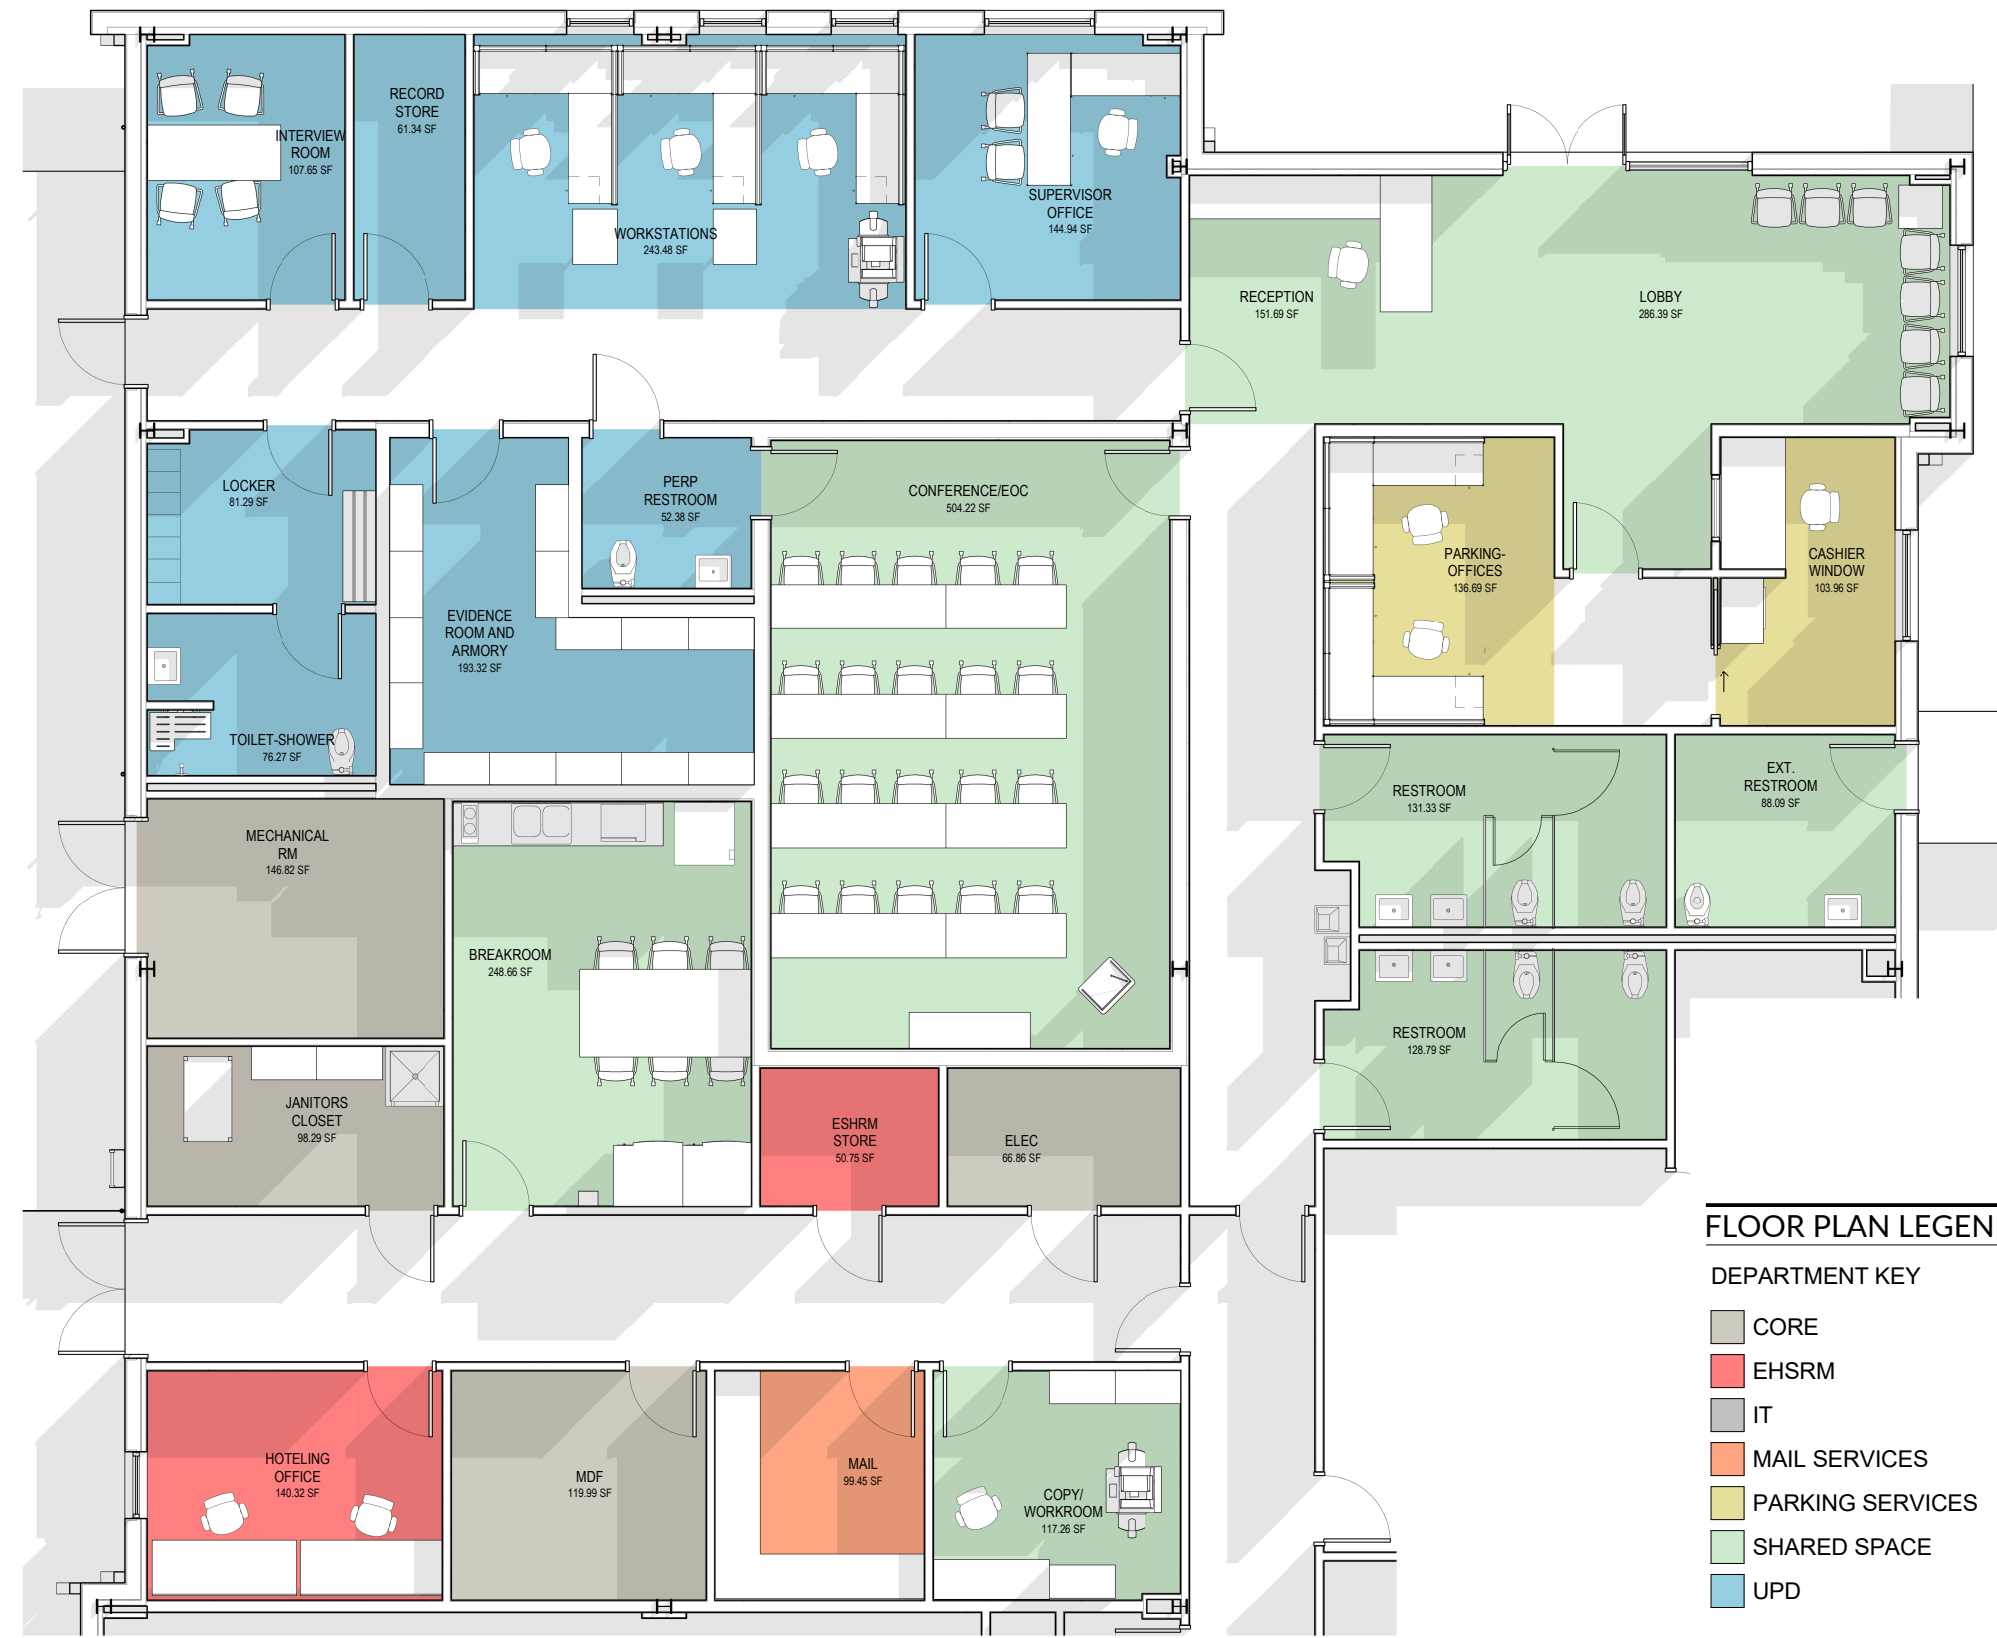 INTERVIEW
ROOM
107.65 SF
RECORD
STORE
61.34 SF
WORKSTATIONS
243.48 SF
SUPERVISOR
OFFICE
144.94 SF
RECEPTION
151.69 SF
LOBBY
286.39 SF
LOCKER
81.29 SF
PERP
RESTROOM
52.38 SF
CONFERENCE/EOC
504.22 SF
PARKING-
OFFICES
136.69 SF
CASHIER
WINDOW
103.96 SF
EVIDENCE
ROOM AND
ARMORY
193.32 SF
TOILET-SHOWER
76.27 SF
RESTROOM
131.33 SF
EXT.
RESTROOM
88.09 SF
MECHANICAL
RM
146.82 SF
BREAKROOM
248.66 SF
RESTROOM
128.79 SF
JANITORS
CLOSET
98.29 SF
ESHRM
STORE
50.75 SF
ELEC
66.86 SF
HOTELING
OFFICE
140.32 SF
MDF
119.99 SF
MAIL
99.45 SF
COPY/
WORKROOM
117.26 SF
FLOOR PLAN LEGEN
DEPARTMENT KEY
CORE
EHSRM
IT
MAIL SERVICES
PARKING SERVICES
SHARED SPACE
UPD